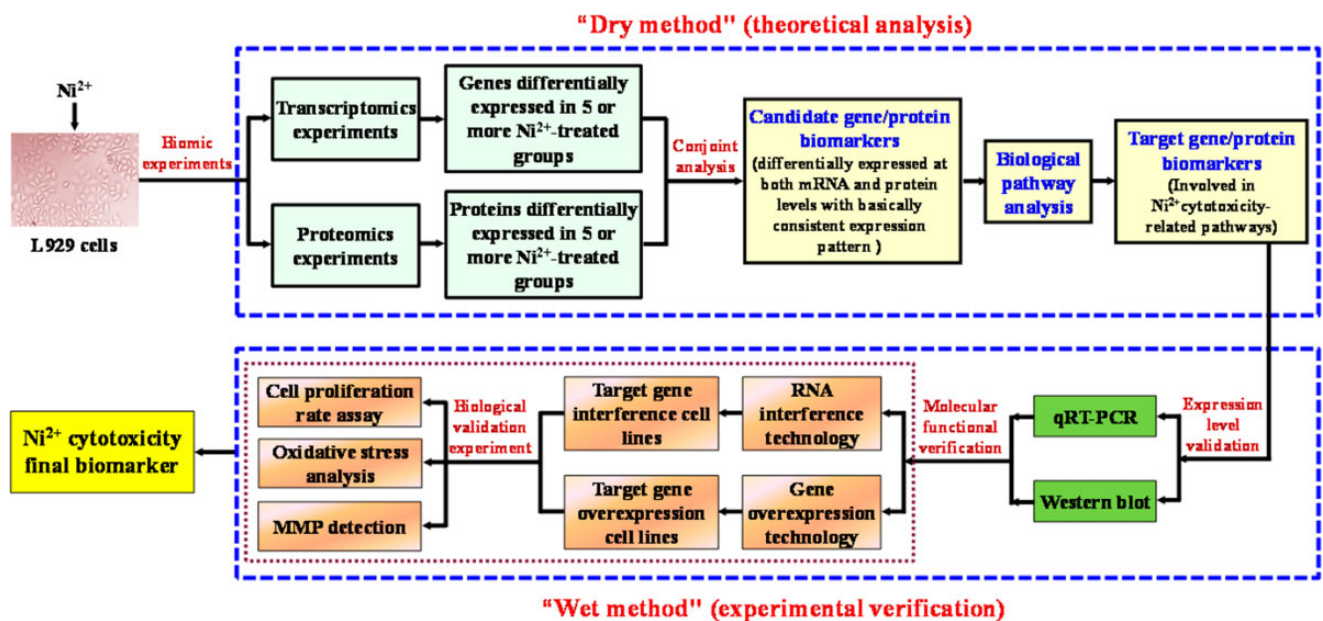 “Dry method" (theoretical analysis)
Ni²⁺
L929 cells
Biomic
experiments
Transcriptomics
experiments
Genes differentially
expressed in 5 or
more Ni²⁺-treated
groups
Proteomics
experiments
Proteins differentially
expressed in 5 or
more Ni²⁺-treated
groups
Conjoint
analysis
Candidate gene/protein
biomarkers
(differentially expressed at
both mRNA and protein
levels with basically
consistent expression
pattern )
Biological
pathway
analysis
Target gene/protein
biomarkers
(Involved in
Ni²⁺cytotoxicity-
related pathways)
Expression
level
validation
qRT-PCR
Western blot
Molecular
functional
verification
RNA
interference
technology
Gene
overexpression
technology
Target gene
interference cell
lines
Target gene
overexpression
cell lines
Biological
validation
experiment
Cell proliferation
rate assay
Oxidative stress
analysis
MMP detection
Ni²⁺ cytotoxicity
final biomarker
“Wet method" (experimental verification)